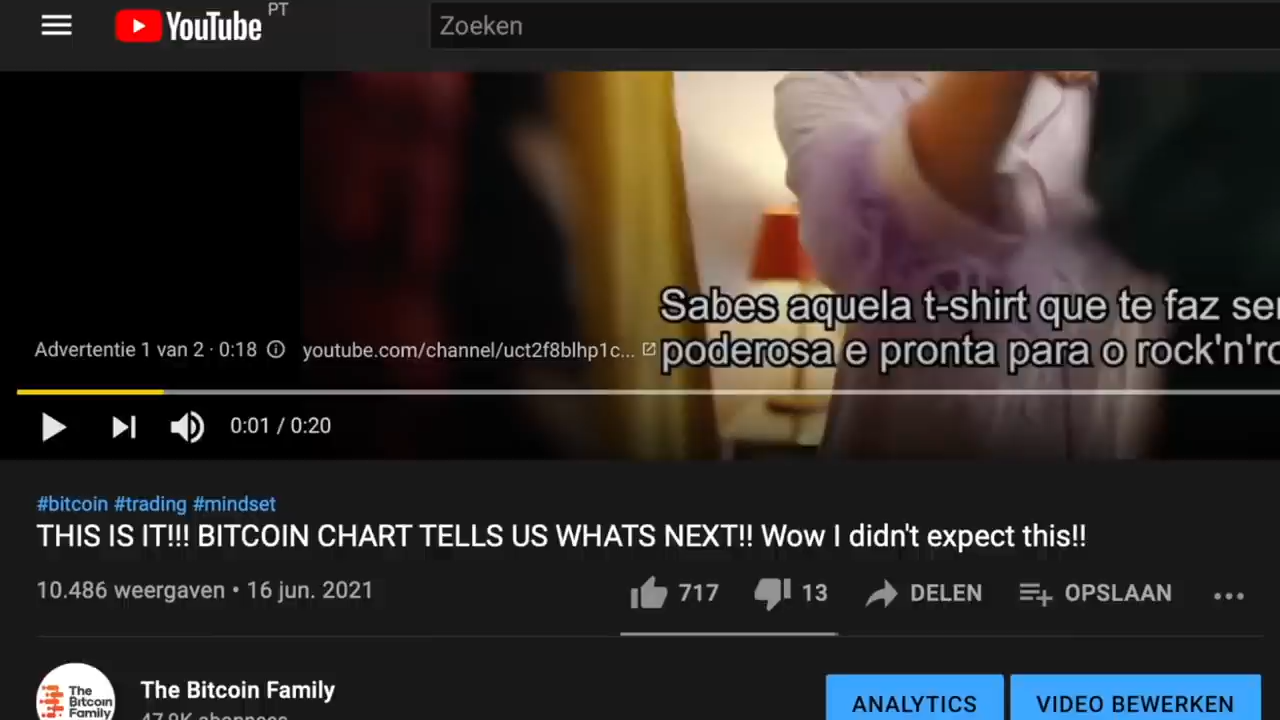 YouTube PT
Zoeken
Sabes aquela t-shirt que te faz
poderosa e pronta para o
Advertentie 1 van 2 · 0:18 youtube.com/channel/uct2f8blhp1c...
0:01 / 0:20
#bitcoin #trading #mindset
THIS IS IT!!! BITCOIN CHART TELLS US WHATS NEXT!! Wow I didn't expect this!!
10.486 weergaven • 16 jun. 2021
717 13 DELEN OPSLAAN
The Bitcoin Family
The Bitcoin Family
ANALYTICS VIDEO BEWERKEN